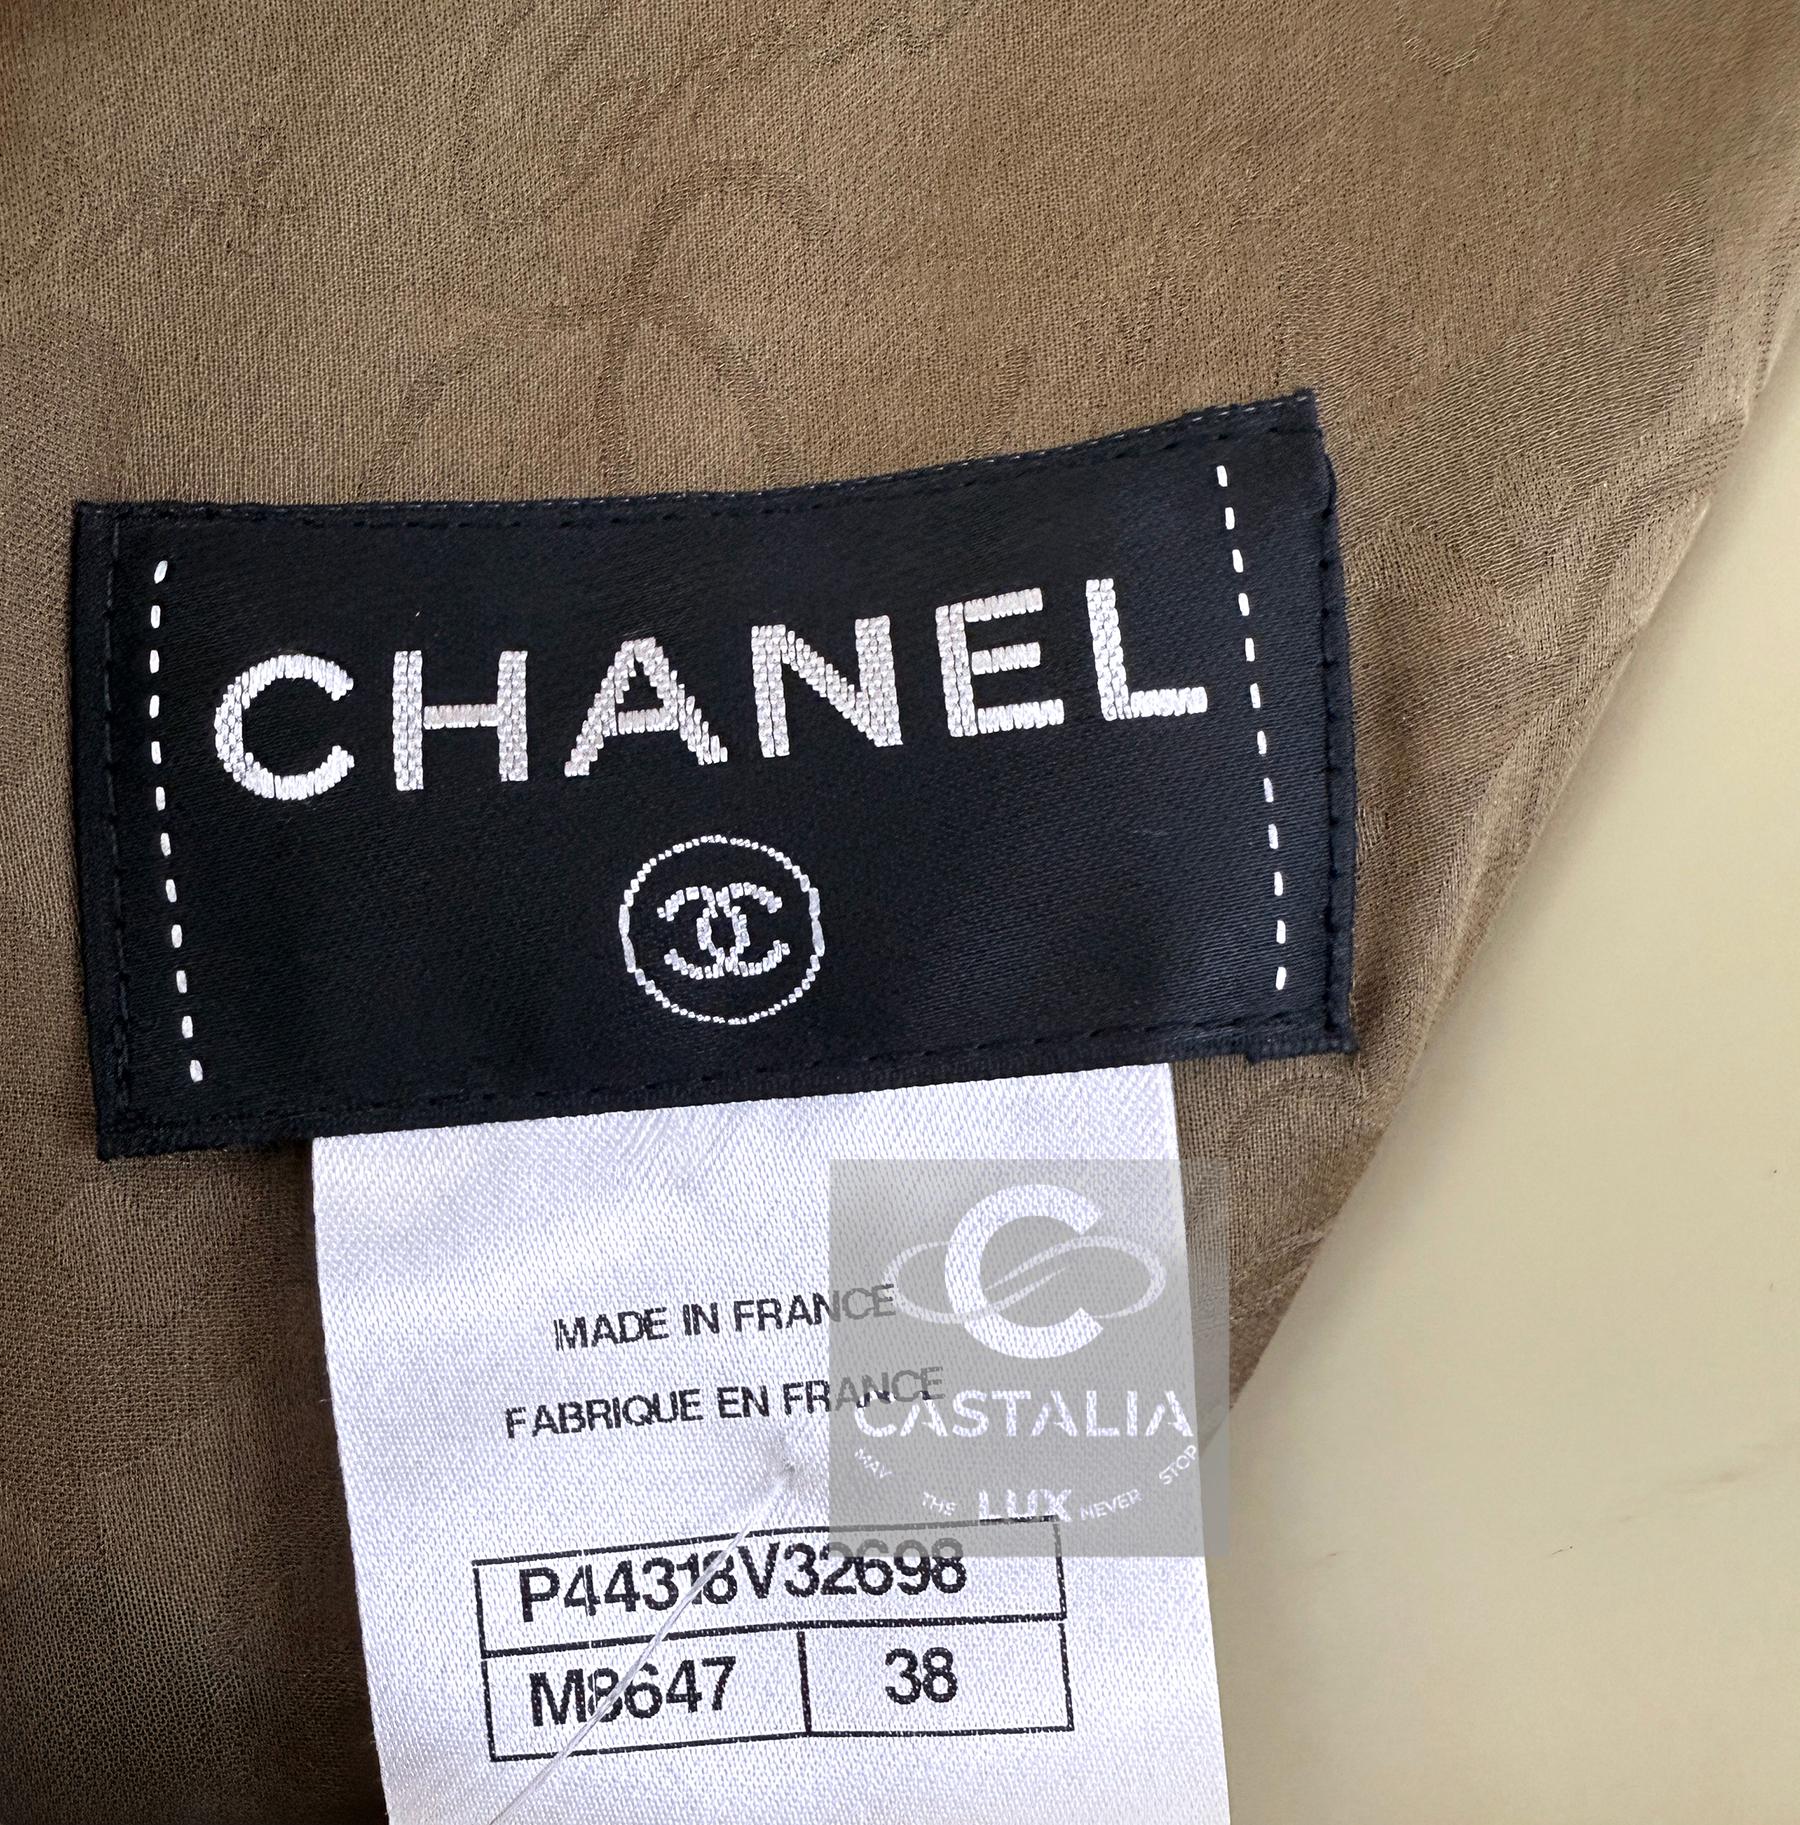 CHANEL
MADE IN FRANCE
FABRIQUE EN FRANCE
CASTALIA
MAY THE LUX NEVER STOP
P44318V32698
M8647 38